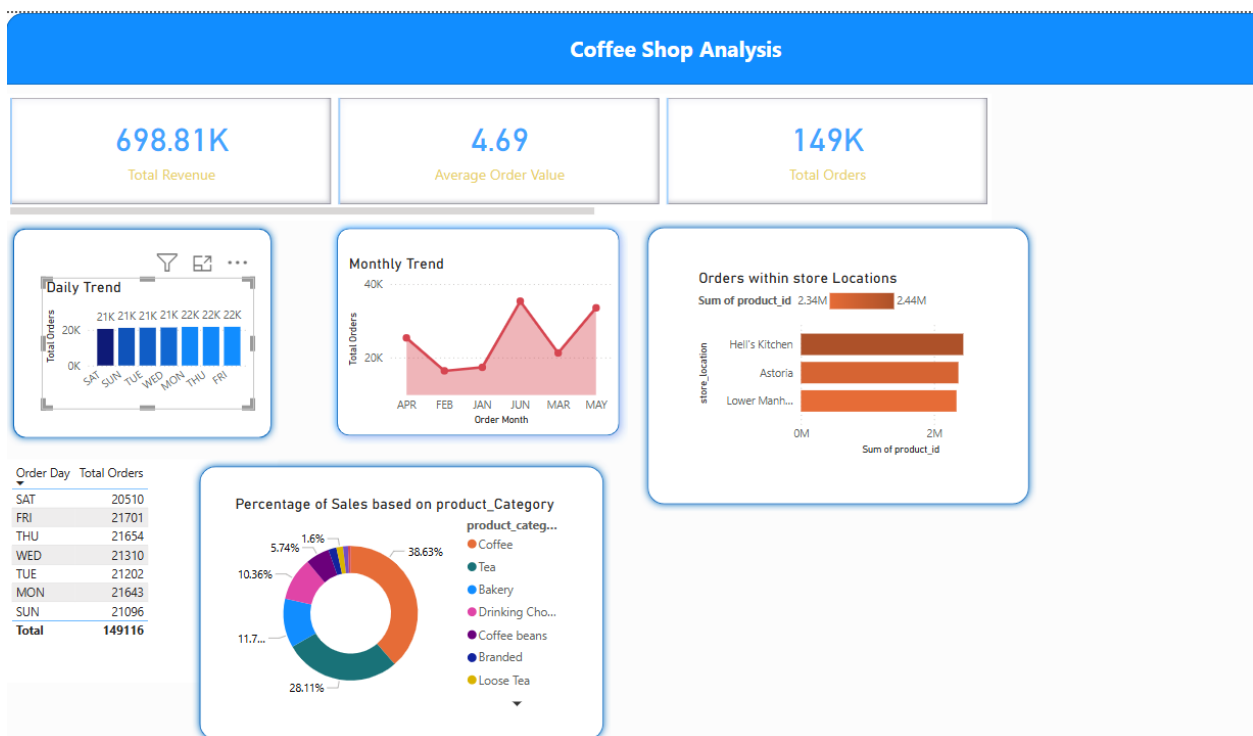 Coffee Shop Analysis
698.81K
Total Revenue
4.69
Average Order Value
149K
Total Orders
Daily Trend
21K 21K 21K 21K 22K 22K 22K
Total Orders
20K
0K
SAT SUN TUE WED MON THU FRI
Monthly Trend
40K
Total Orders
20K
APR FEB JAN JUN MAR MAY
Order Month
Orders within store Locations
Sum of product_id 2.34M 2.44M
store_location
Hell's Kitchen
Astoria
Lower Manh...
0M 2M
Sum of product_id
Order Day Total Orders
SAT 20510
FRI 21701
THU 21654
WED 21310
TUE 21202
MON 21643
SUN 21096
Total 149116
Percentage of Sales based on product_Category
1.6%
5.74%
10.36%
11.7...
28.11%
38.63%
product_categ...
Coffee
Tea
Bakery
Drinking Cho...
Coffee beans
Branded
Loose Tea